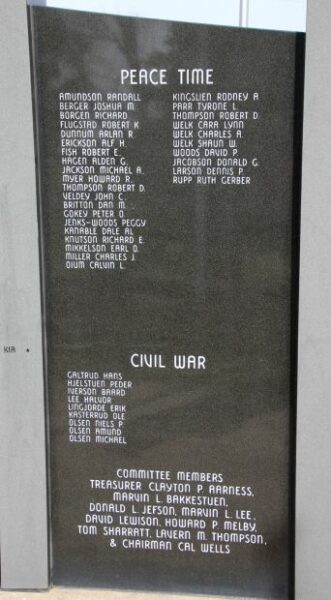 PEACE TIME
AMUNDSON RANDALL
BERGER JOSHUA M.
BORGEN RICHARD
FLUGSTAD ROBERT K.
DUNNUM ARLAN R.
ERICKSON ALF H.
FISH ROBERT E.
HAGEN ALDEN G.
JACKSON MICHAEL A.
MYER HOWARD R.
THOMPSON ROBERT D.
VELDEY JOHN C.
BRITTON DAN M.
GOKEY PETER O.
JENKS-WOODS PEGGY
KANABLE DALE AL
KNUTSON RICHARD E.
MIKKELSON EARL O.
MILLER CHARLES J.
OIUM CALVIN L.
KINGSLIEN RODNEY A.
PARR TYRONE L.
THOMPSON ROBERT D.
WELK CARA LYNN
WELK CHARLES A.
WELK SHAUN W.
WOODS DAVID P.
JACOBSON DONALD G.
LARSON DENNIS P.
RUPP RUTH GERBER
KIA
CIVIL WAR
GALTRUD HANS
HJELSTUEN PEDER
IVERSON BAARD
LEE HALVOR
LINGJORDE ERIK
KASTERRUD OLE
OLSEN NIELS P.
OLSEN AMUND
OLSEN MICHAEL
COMMITTEE MEMBERS
TREASURER CLAYTON P. AARNESS,
MARVIN L. BAKKESTUEN,
DONALD L. JEFSON, MARVIN L. LEE,
DAVID LEWISON, HOWARD P. MELBY,
TOM SHARRATT, LAVERN M. THOMPSON,
& CHAIRMAN CAL WELLS